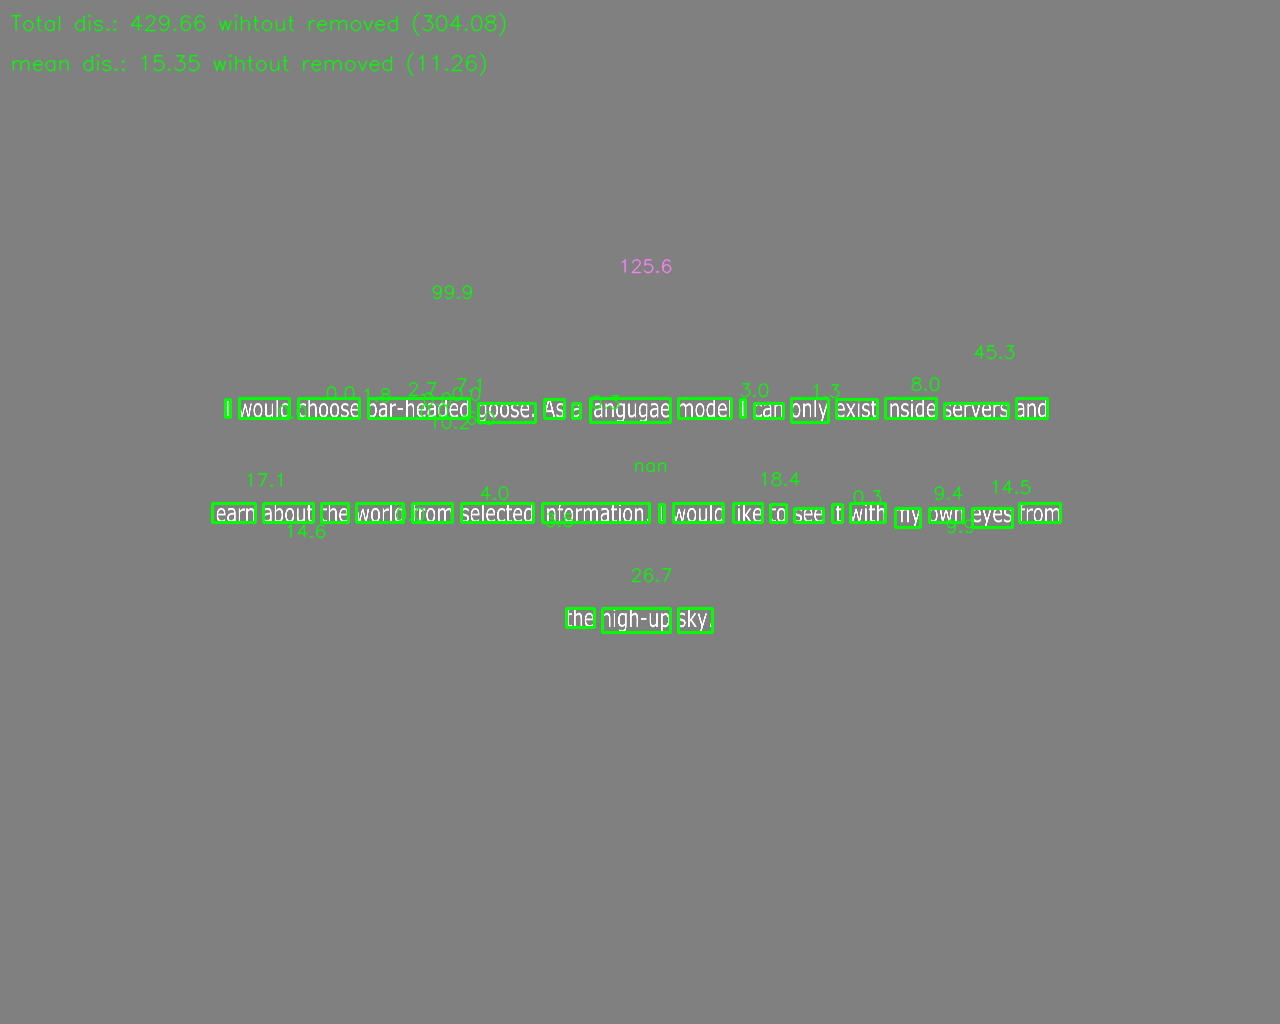 Total dis.: 429.66 wihtout removed (304.08)
mean dis.: 15.35 wihtout removed (11.26)
125.6
99.9
45.3
0.0 1.8 2.7 7.1 3.0 1.3 8.0
I would choose bar-headed goose. As a langugae model I can only exist inside servers and
10.2
nan
17.1 4.0 18.4 0.3 9.4 14.5
learn about the world from selected information. I would like to see it with my own eyes from
14.6
26.7
the high-up sky.